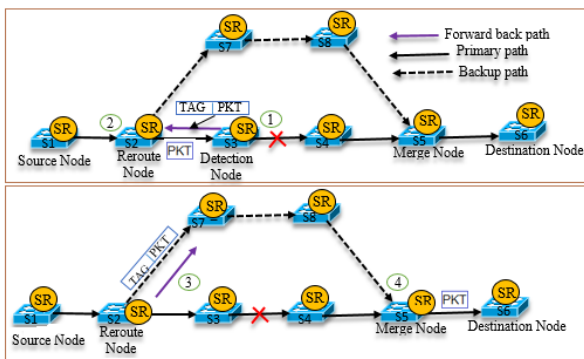 SR
S7
SR
S8
Forward back path
Primary path
Backup path
TAG PKT
2
1
SR
S1
SR
S2
SR
S3
SR
S4
SR
S5
SR
S6
PKT
Source Node
Reroute
Node
Detection
Node
Merge Node
Destination Node
SR
S7
SR
S8
TAG PKT
3
4
SR
S1
SR
S2
SR
S3
SR
S4
SR
S5
PKT
SR
S6
Source Node
Reroute
Node
Merge Node
Destination Node